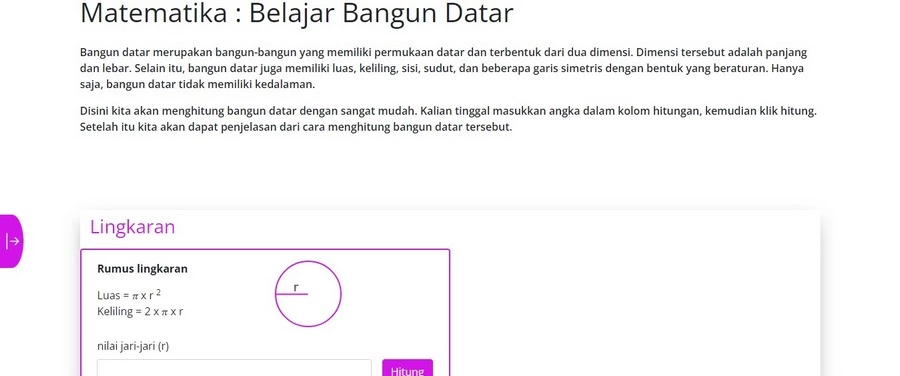 Matematika : Belajar Bangun Datar
Bangun datar merupakan bangun-bangun yang memiliki permukaan datar dan terbentuk dari dua dimensi. Dimensi tersebut adalah panjang
dan lebar. Selain itu, bangun datar juga memiliki luas, keliling, sisi, sudut, dan beberapa garis simetris dengan bentuk yang beraturan. Hanya
saja, bangun datar tidak memiliki kedalaman.
Disini kita akan menghitung bangun datar dengan sangat mudah. Kalian tinggal masukkan angka dalam kolom hitungan, kemudian klik hitung.
Setelah itu kita akan dapat penjelasan dari cara menghitung bangun datar tersebut.
Lingkaran
Rumus lingkaran
r
Luas = π x r ²
Keliling = 2 x π x r
nilai jari-jari (r)
Hitung